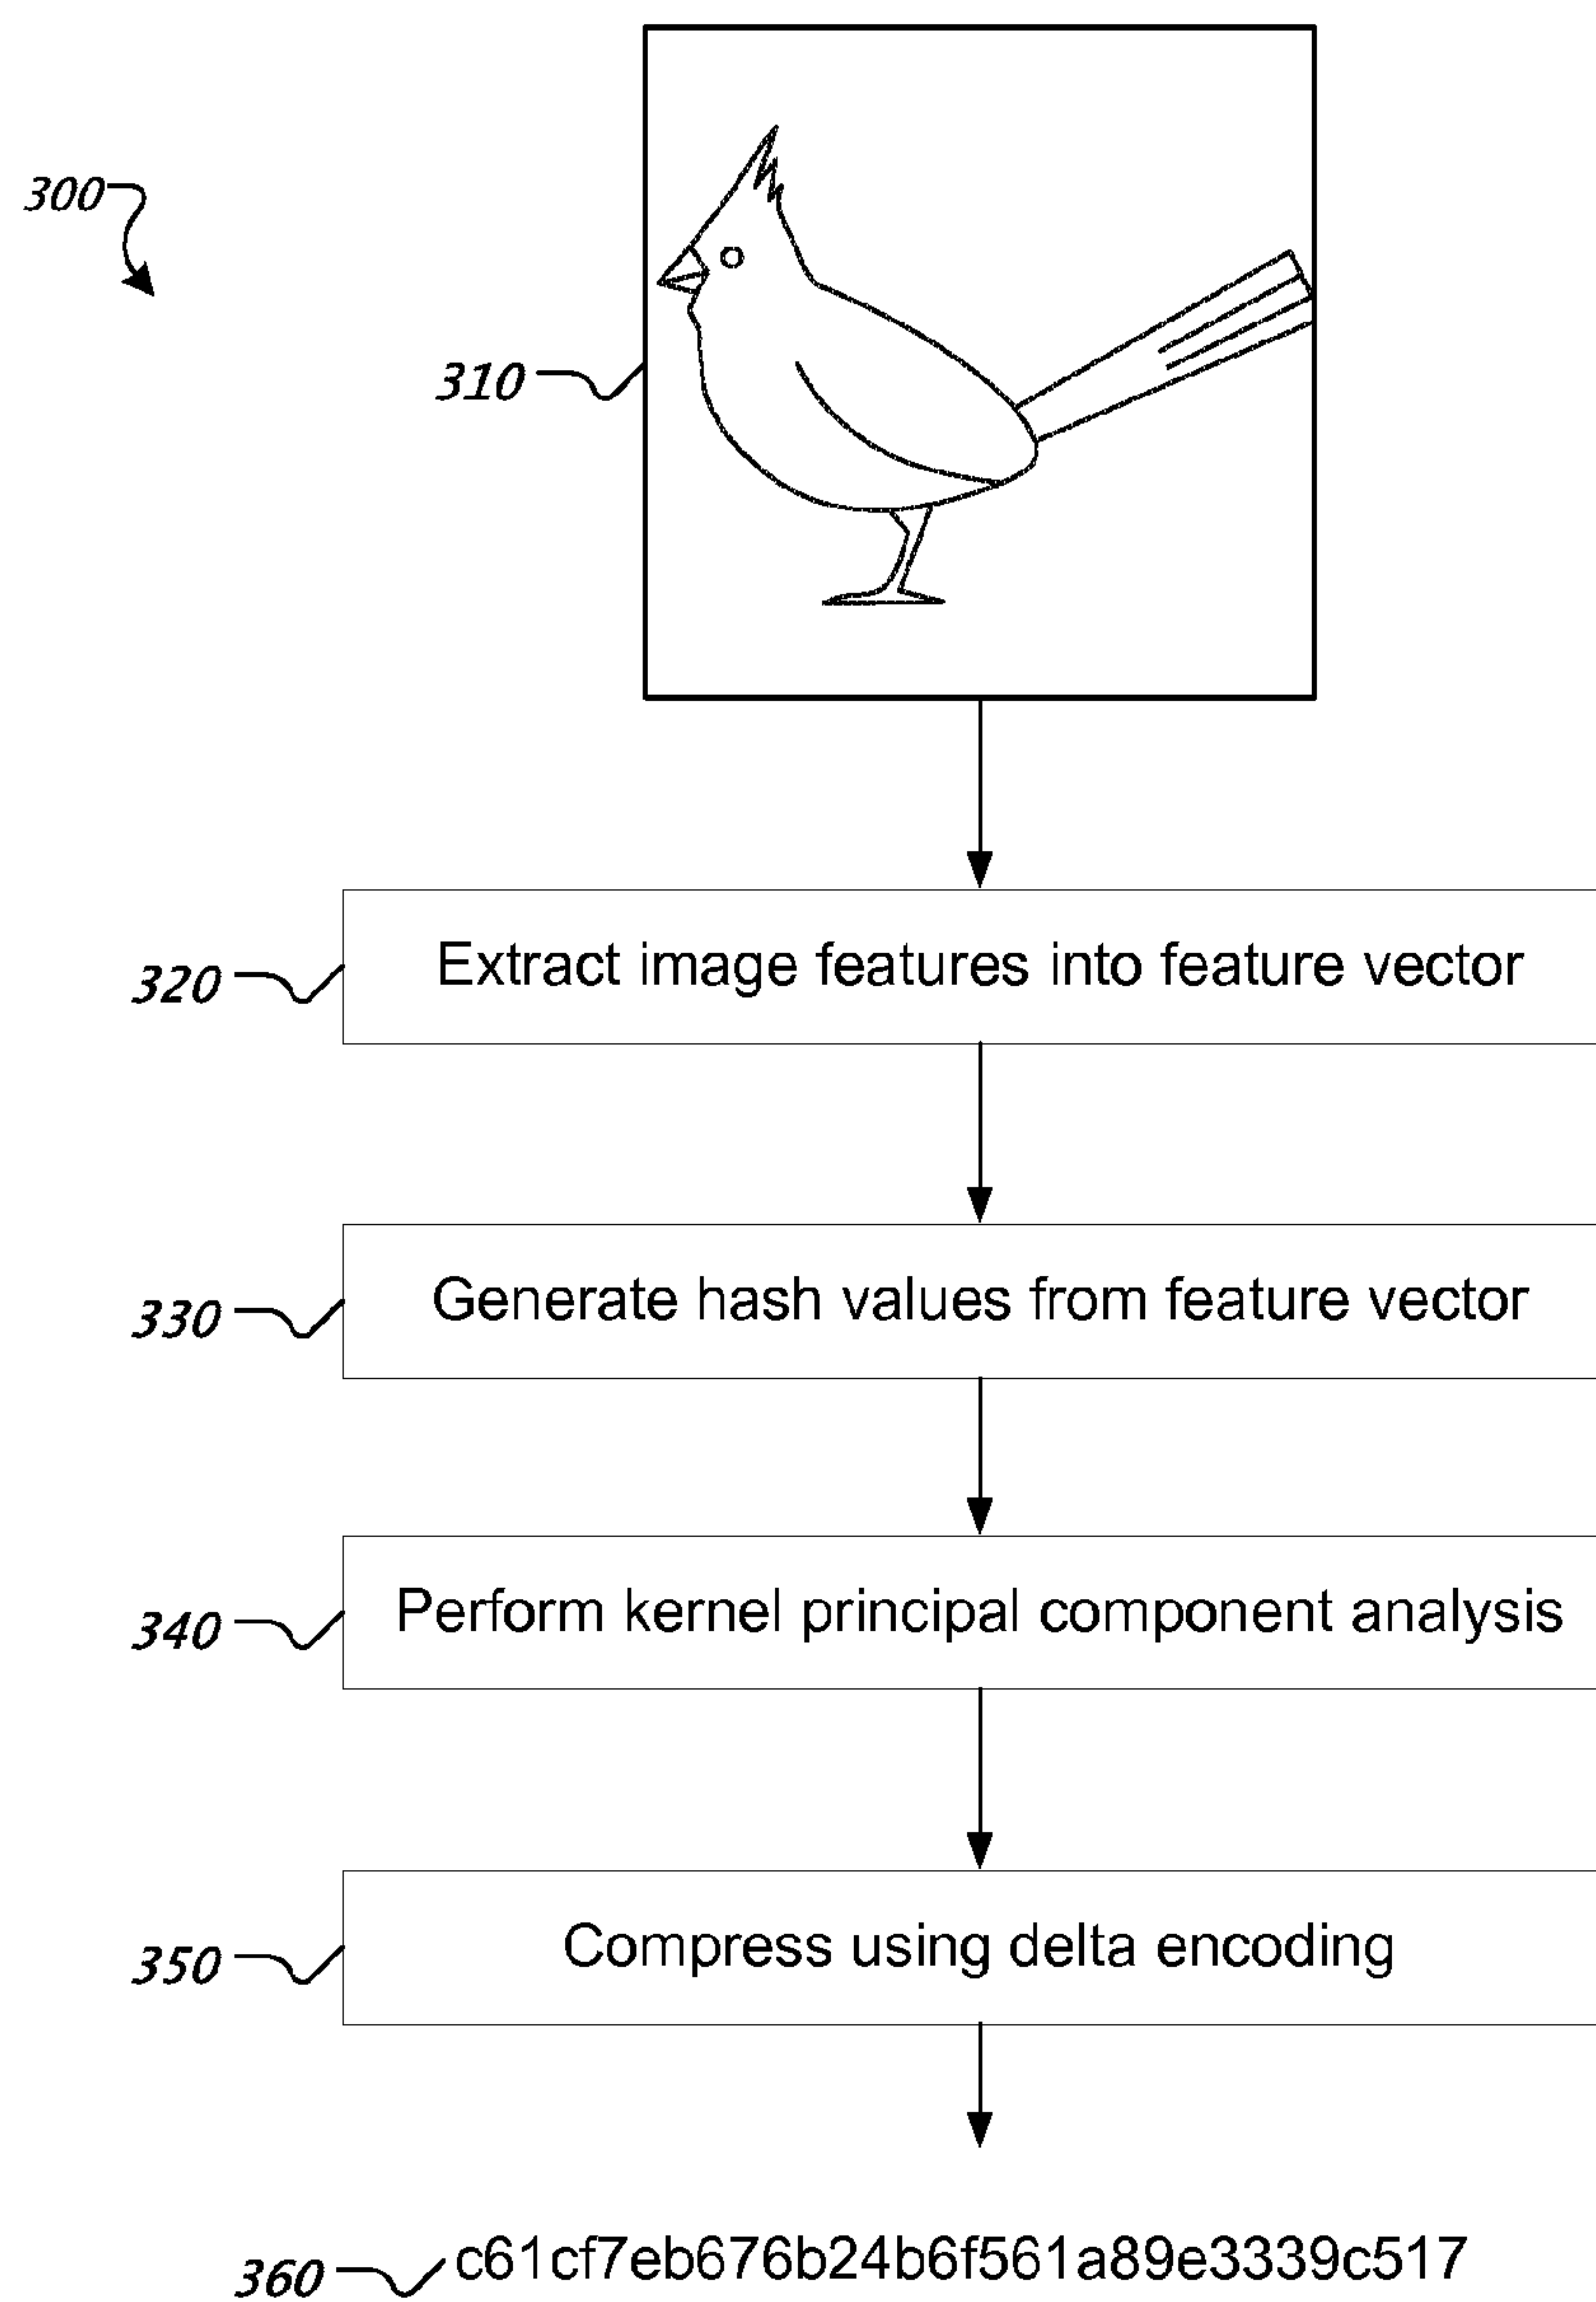 300
310
320 Extract image features into feature vector
330 Generate hash values from feature vector
340 Perform kernel principal component analysis
350 Compress using delta encoding
360 c61cf7eb676b24b6f561a89e3339c517